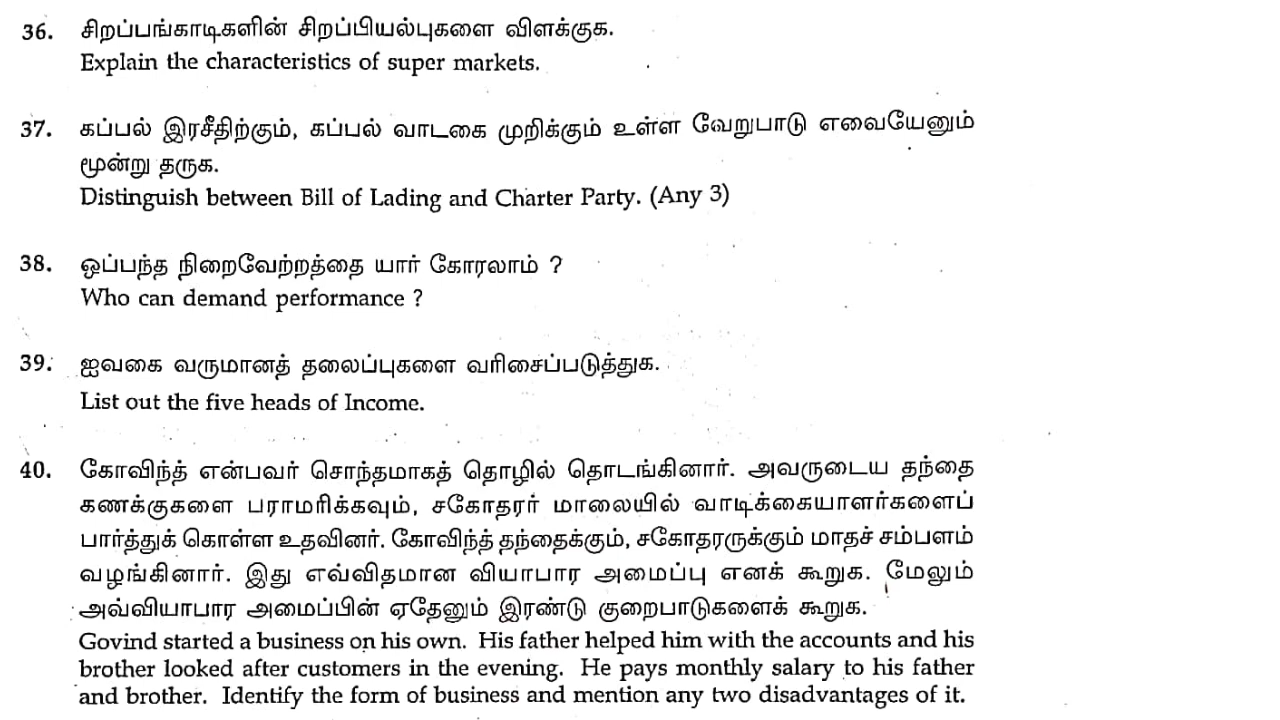 36. சிறப்பங்காடிகளின் சிறப்பியல்புகளை விளக்குக.
Explain the characteristics of super markets.
37. கப்பல் இரசீதிற்கும், கப்பல் வாடகை முறிக்கும் உள்ள வேறுபாடு எவையேனும்
மூன்று தருக.
Distinguish between Bill of Lading and Charter Party. (Any 3)
38. ஒப்பந்த நிறைவேற்றத்தை யார் கோரலாம் ?
Who can demand performance ?
39. ஐவகை வருமானத் தலைப்புகளை வரிசைப்படுத்துக.
List out the five heads of Income.
40. கோவிந்த் என்பவர் சொந்தமாகத் தொழில் தொடங்கினார். அவருடைய தந்தை
கணக்குகளை பராமரிக்கவும், சகோதரர் மாலையில் வாடிக்கையாளர்களைப்
பார்த்துக் கொள்ள உதவினர். கோவிந்த் தந்தைக்கும், சகோதரருக்கும் மாதச் சம்பளம்
வழங்கினார். இது எவ்விதமான வியாபார அமைப்பு எனக் கூறுக. மேலும்
அவ்வியாபார அமைப்பின் ஏதேனும் இரண்டு குறைபாடுகளைக் கூறுக.
Govind started a business on his own. His father helped him with the accounts and his
brother looked after customers in the evening. He pays monthly salary to his father
and brother. Identify the form of business and mention any two disadvantages of it.